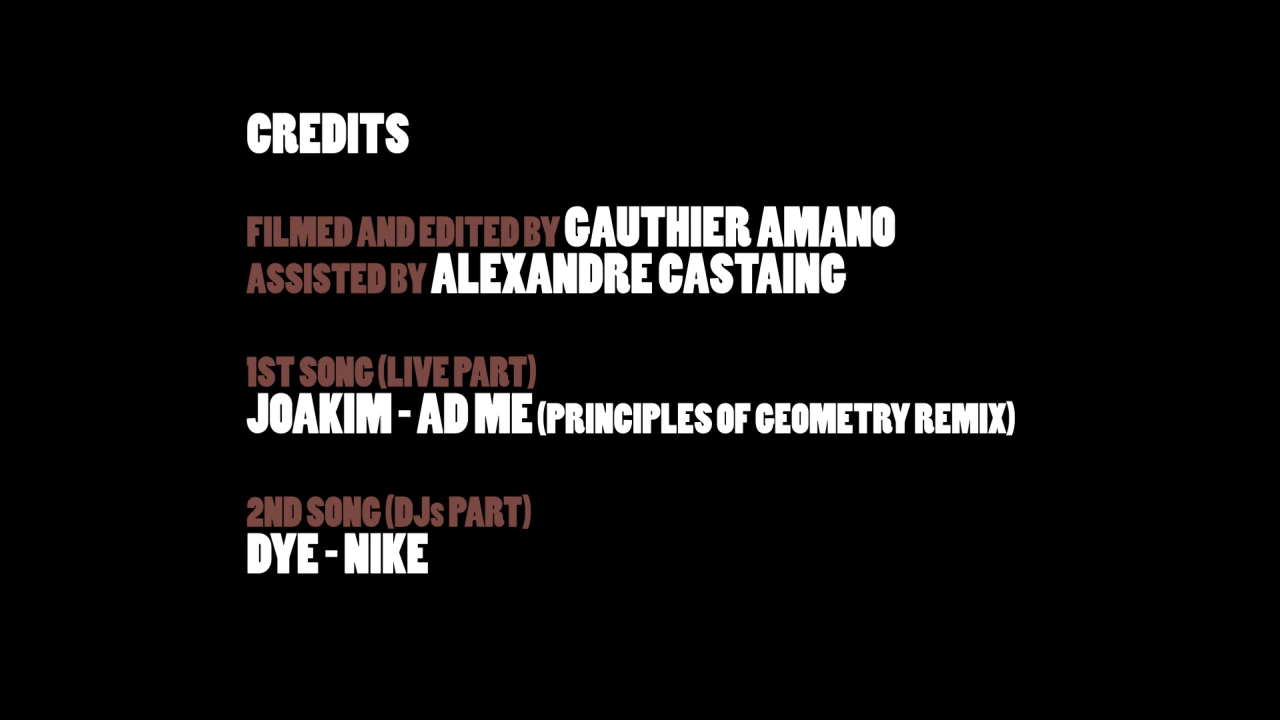 CREDITS
FILMED AND EDITED BY GAUTHIER AMANO
ASSISTED BY ALEXANDRE CASTAING
1ST SONG (LIVE PART)
JOAKIM - AD ME (PRINCIPLES OF GEOMETRY REMIX)
2ND SONG (DJs PART)
DYE - NIKE